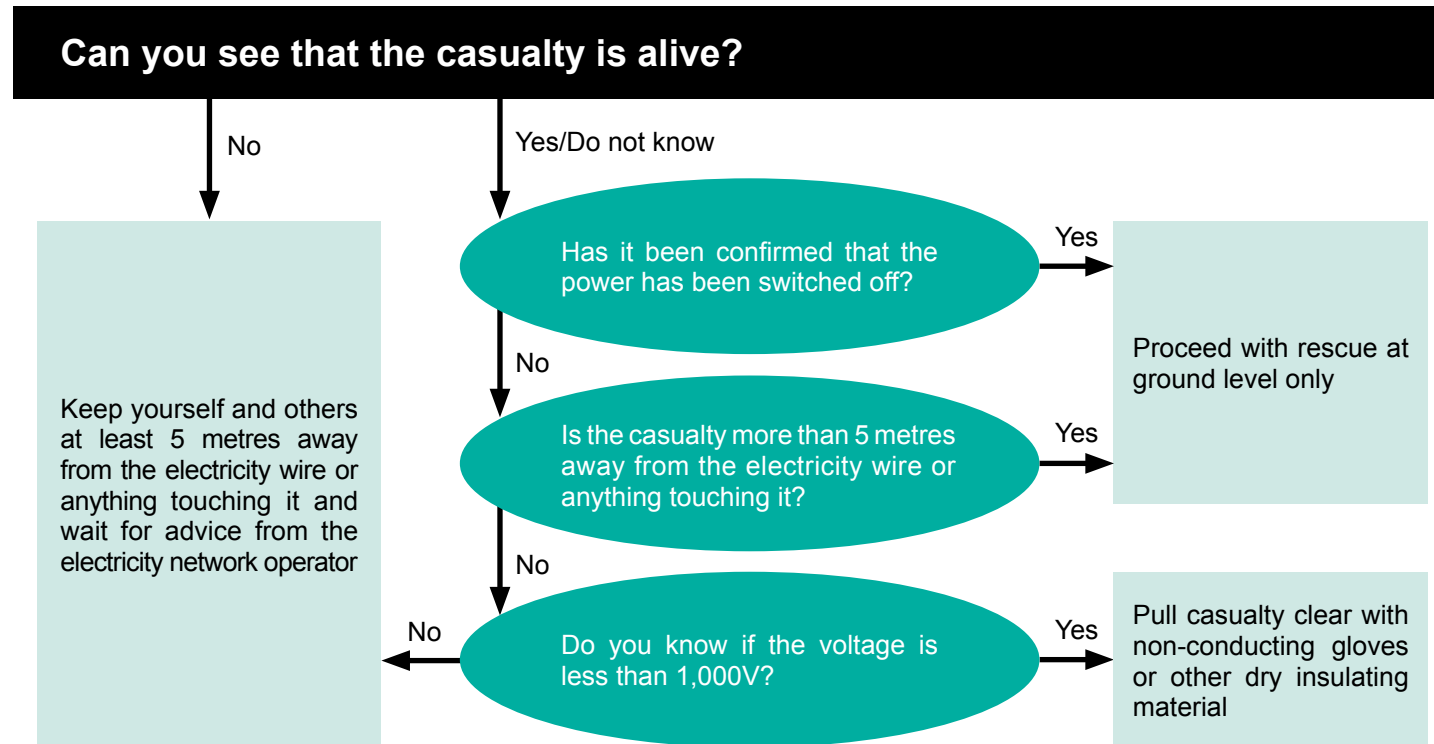 Can you see that the casualty is alive?
No
Yes/Do not know
Has it been confirmed that the
power has been switched off?
Yes
Proceed with rescue at
ground level only
No
Keep yourself and others
at least 5 metres away
from the electricity wire or
anything touching it and
wait for advice from the
electricity network operator
Is the casualty more than 5 metres
away from the electricity wire or
anything touching it?
Yes
No
Do you know if the voltage is
less than 1,000V?
No
Yes
Pull casualty clear with
non-conducting gloves
or other dry insulating
material